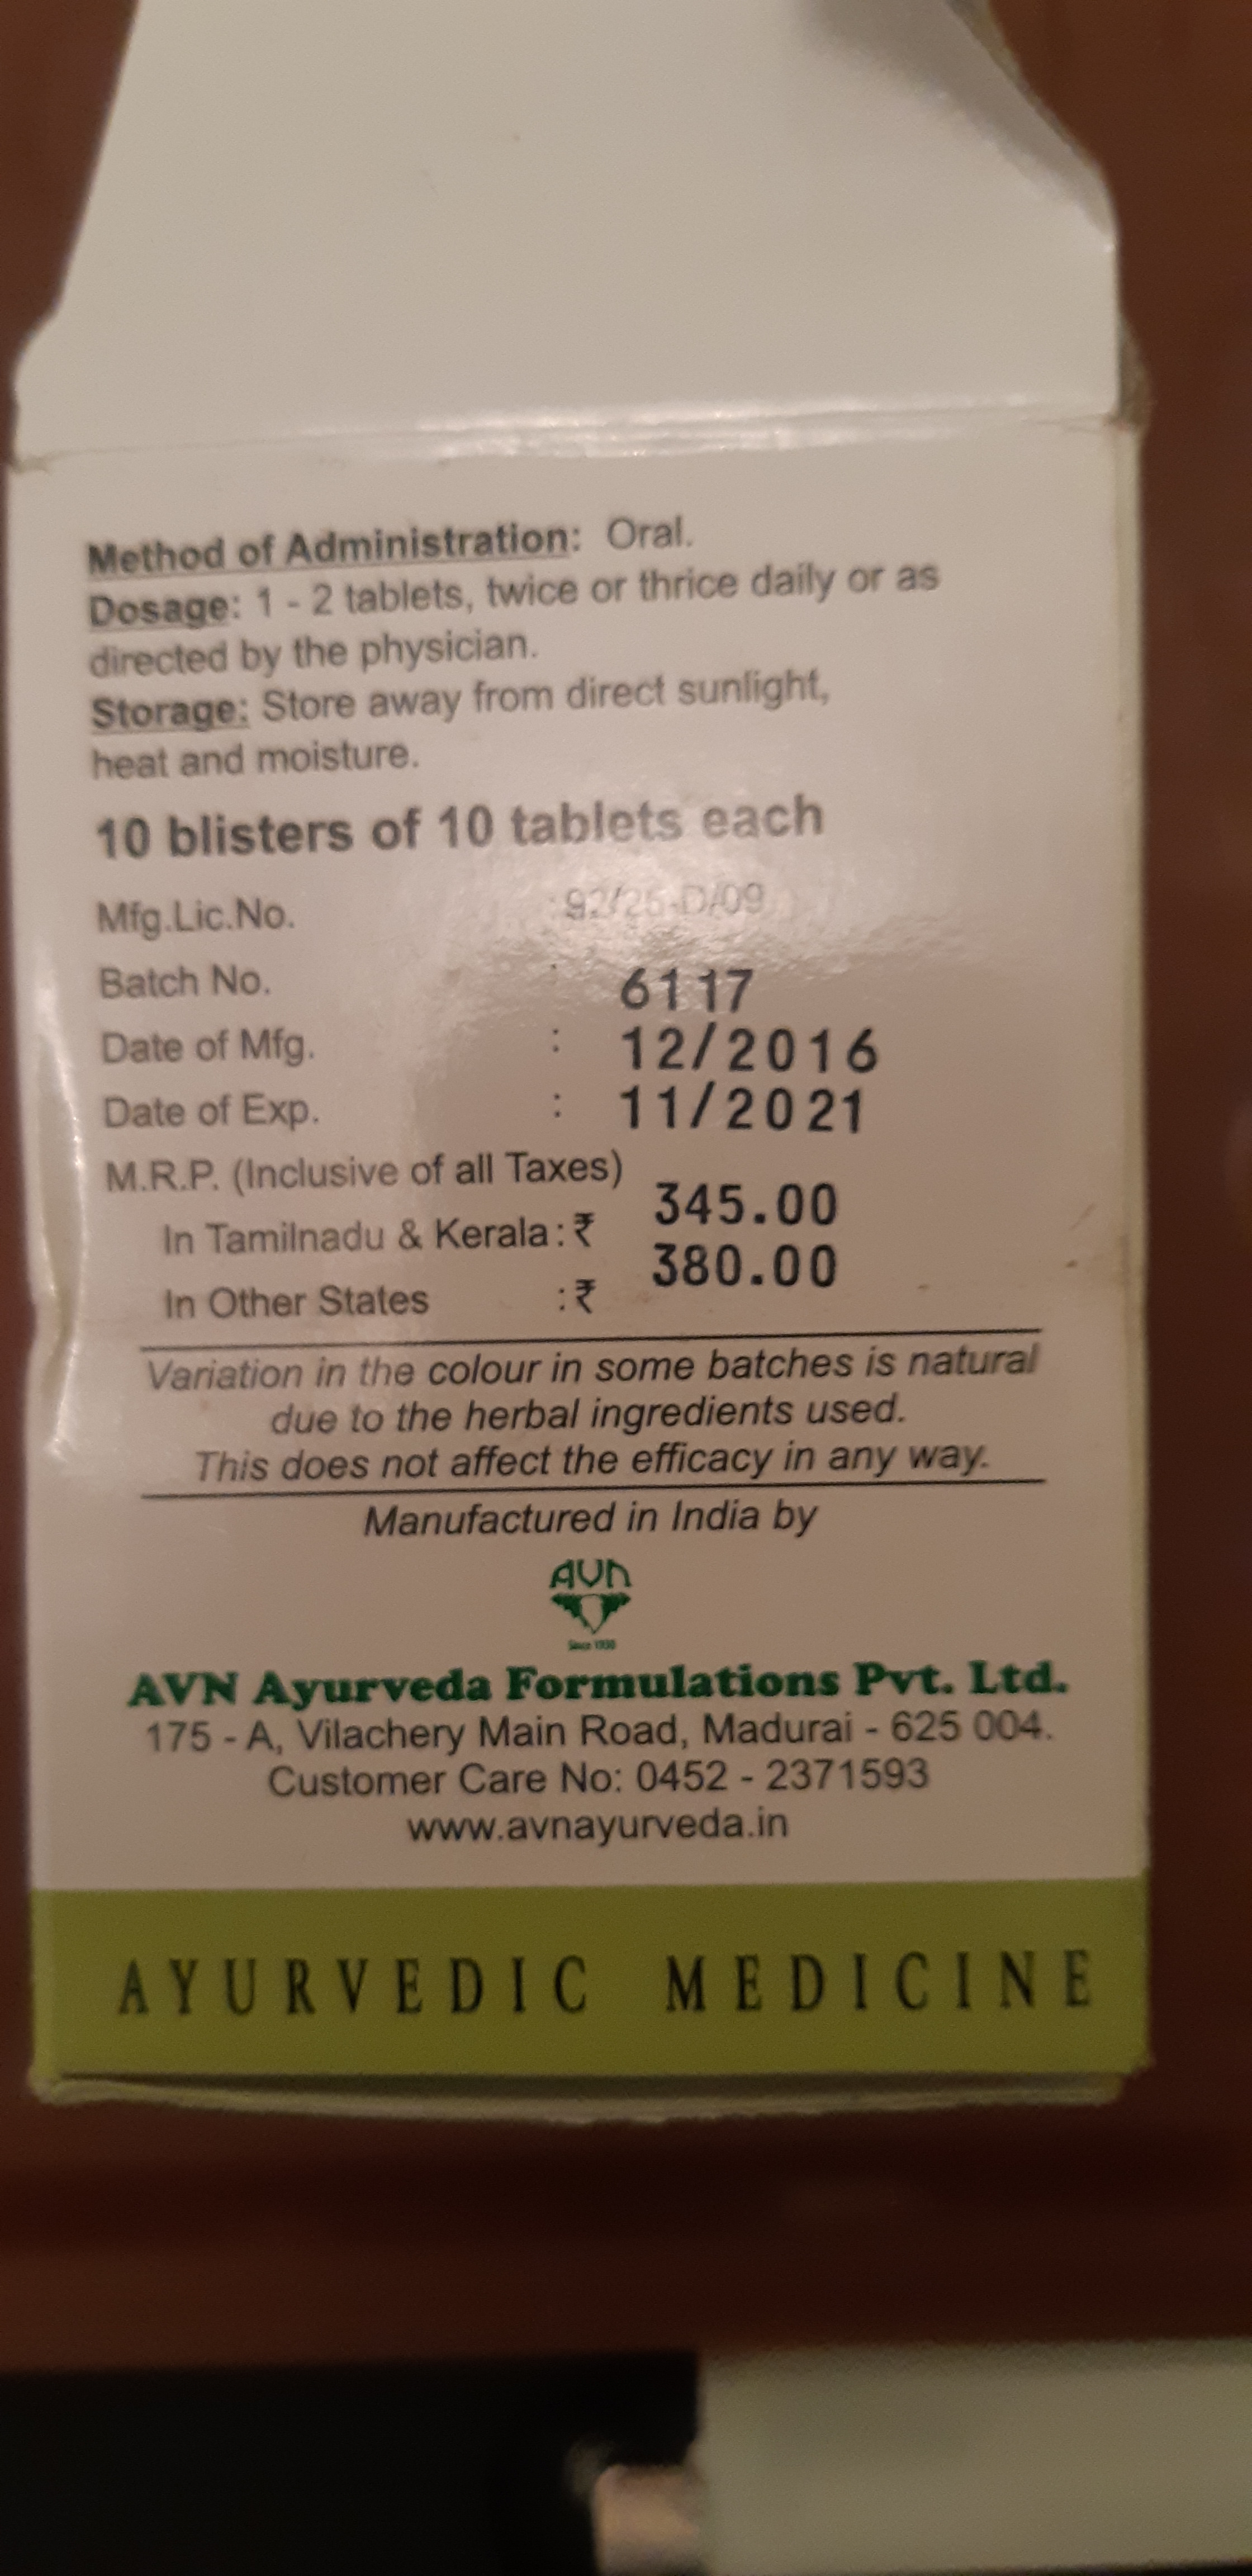 Method of Administration: Oral.
Dosage: 1 - 2 tablets, twice or thrice daily or as
directed by the physician.
Storage: Store away from direct sunlight,
heat and moisture.
10 blisters of 10 tablets each
Mfg.Lic.No. : 92/25-D/09
Batch No. : 6117
Date of Mfg. : 12/2016
Date of Exp. : 11/2021
M.R.P. (Inclusive of all Taxes)
In Tamilnadu & Kerala : ₹ 345.00
In Other States : ₹ 380.00
Variation in the colour in some batches is natural
due to the herbal ingredients used.
This does not affect the efficacy in any way.
Manufactured in India by
AVN
Since 1930
AVN Ayurveda Formulations Pvt. Ltd.
175 - A, Vilachery Main Road, Madurai - 625 004.
Customer Care No: 0452 - 2371593
www.avnayurveda.in
AYURVEDIC MEDICINE